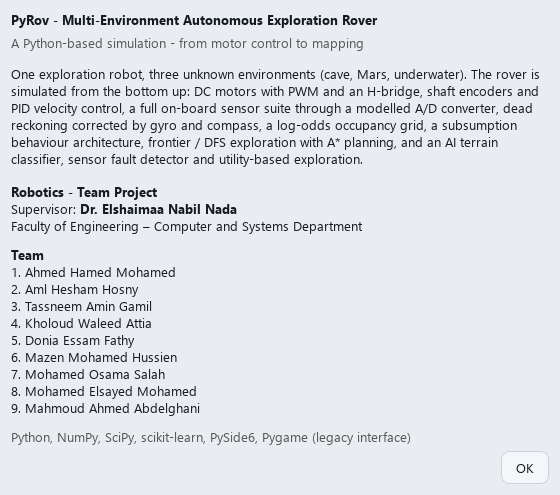 PyRov - Multi-Environment Autonomous Exploration Rover
A Python-based simulation - from motor control to mapping
One exploration robot, three unknown environments (cave, Mars, underwater). The rover is
simulated from the bottom up: DC motors with PWM and an H-bridge, shaft encoders and
PID velocity control, a full on-board sensor suite through a modelled A/D converter, dead
reckoning corrected by gyro and compass, a log-odds occupancy grid, a subsumption
behaviour architecture, frontier / DFS exploration with A* planning, and an AI terrain
classifier, sensor fault detector and utility-based exploration.
Robotics - Team Project
Supervisor: Dr. Elshaimaa Nabil Nada
Faculty of Engineering – Computer and Systems Department
Team
1. Ahmed Hamed Mohamed
2. Aml Hesham Hosny
3. Tassneem Amin Gamil
4. Kholoud Waleed Attia
5. Donia Essam Fathy
6. Mazen Mohamed Hussien
7. Mohamed Osama Salah
8. Mohamed Elsayed Mohamed
9. Mahmoud Ahmed Abdelghani
Python, NumPy, SciPy, scikit-learn, PySide6, Pygame (legacy interface)
OK